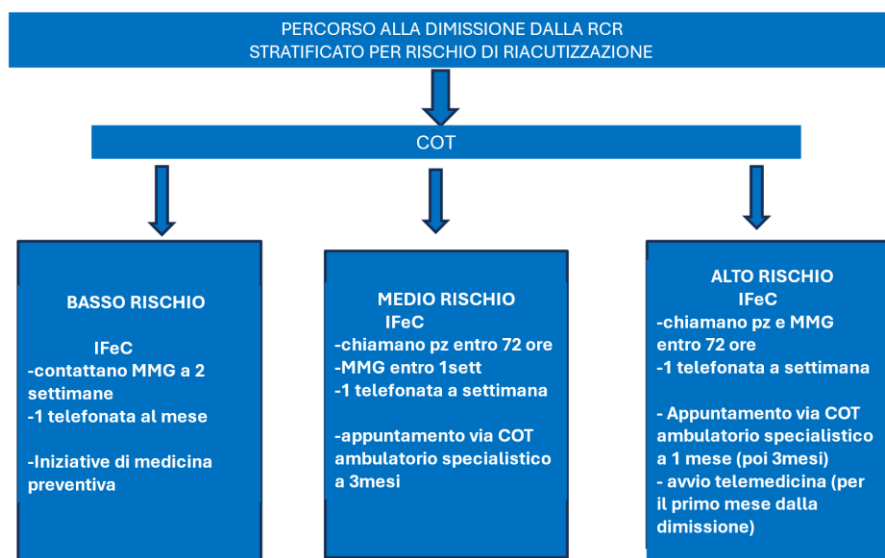 PERCORSO ALLA DIMISSIONE DALLA RCR
STRATIFICATO PER RISCHIO DI RIACUTIZZAZIONE
COT
BASSO RISCHIO
IFeC
-contattano MMG a 2
settimane
-1 telefonata al mese
-Iniziative di medicina
preventiva
MEDIO RISCHIO
IFeC
-chiamano pz entro 72 ore
-MMG entro 1sett
-1 telefonata a settimana
-appuntamento via COT
ambulatorio specialistico
a 3mesi
ALTO RISCHIO
IFeC
-chiamano pz e MMG
entro 72 ore
-1 telefonata a settimana
- Appuntamento via COT
ambulatorio specialistico
a 1 mese (poi 3mesi)
- avvio telemedicina (per
il primo mese dalla
dimissione)